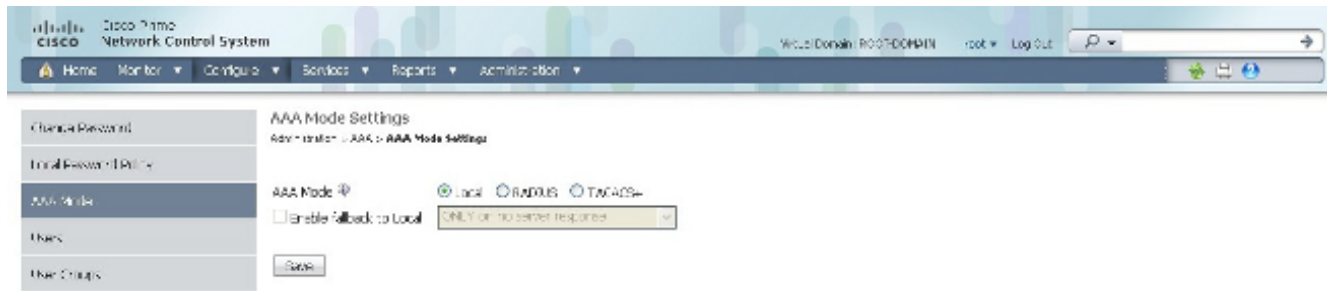 Cisco Prime
CISCO Network Control System
Virtual Domain: ROOT-DOMAIN root Log Out
Home Monitor Configure Services Reports Administration
Change Password
Local Password Policy
AAA Mode
Users
User Groups
AAA Mode Settings
Administration > AAA > AAA Mode Settings
AAA Mode Local RADIUS TACACS+
Enable fallback to Local ONLY on no server response
Save